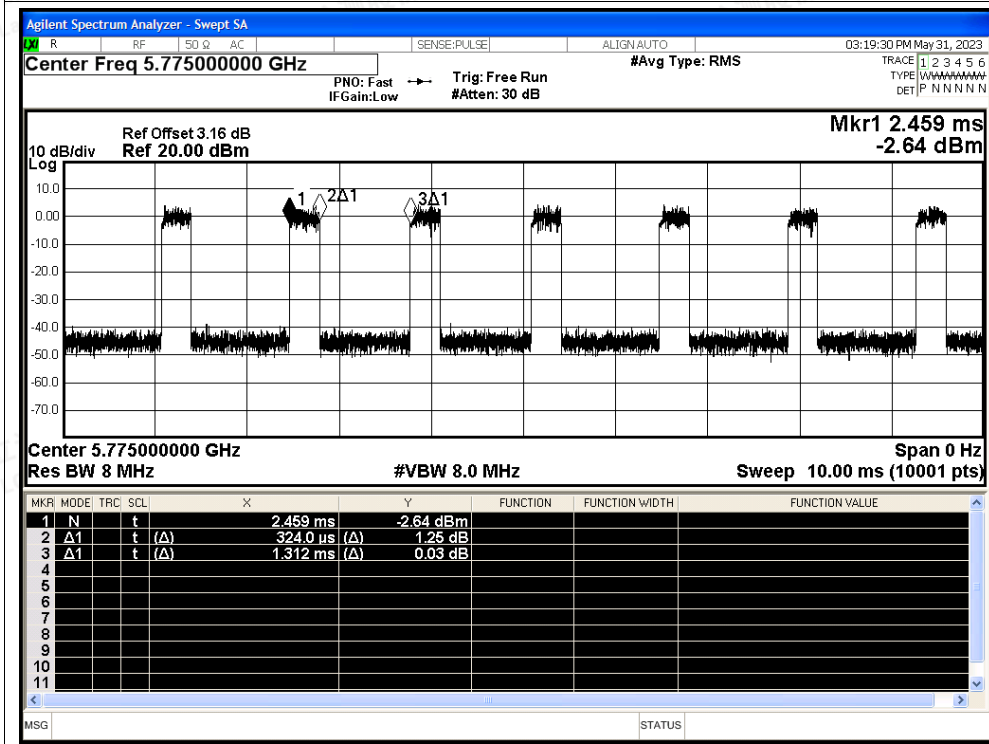 Agilent Spectrum Analyzer - Swept SA
LXI R RF 50 Ω AC SENSE:PULSE ALIGN AUTO 03:19:30 PM May 31, 2023
Center Freq 5.775000000 GHz #Avg Type: RMS TRACE 1 2 3 4 5 6
PNO: Fast Trig: Free Run TYPE
IFGain:Low #Atten: 30 dB DET P N N N N N
Mkr1 2.459 ms
Ref Offset 3.16 dB
10 dB/div Ref 20.00 dBm -2.64 dBm
Log
10.0
1 2Δ1 3Δ1
0.00
-10.0
-20.0
-30.0
-40.0
-50.0
-60.0
-70.0
Center 5.775000000 GHz Span 0 Hz
Res BW 8 MHz #VBW 8.0 MHz Sweep 10.00 ms (10001 pts)
MKR MODE TRC SCL X Y FUNCTION FUNCTION WIDTH FUNCTION VALUE
1 N t 2.459 ms -2.64 dBm
2 Δ1 t (Δ) 324.0 µs (Δ) 1.25 dB
3 Δ1 t (Δ) 1.312 ms (Δ) 0.03 dB
4
5
6
7
8
9
10
11
MSG STATUS